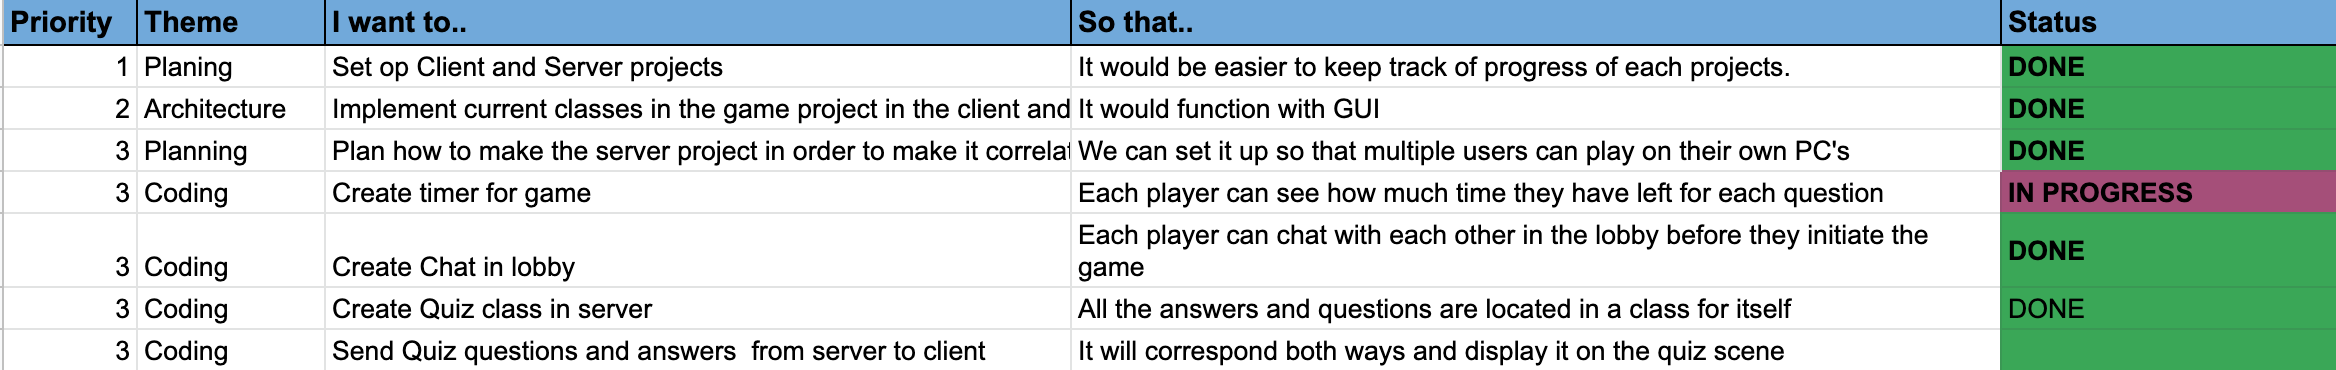 Priority Theme I want to.. So that.. Status
1 Planing Set op Client and Server projects It would be easier to keep track of progress of each projects. DONE
2 Architecture Implement current classes in the game project in the client and It would function with GUI DONE
3 Planning Plan how to make the server project in order to make it We can set it up so that multiple users can play on their own PC's DONE
3 Coding Create timer for game Each player can see how much time they have left for each question IN PROGRESS
3 Coding Create Chat in lobby Each player can chat with each other in the lobby before they initiate the
game DONE
3 Coding Create Quiz class in server All the answers and questions are located in a class for itself DONE
3 Coding Send Quiz questions and answers  from server to client It will correspond both ways and display it on the quiz scene